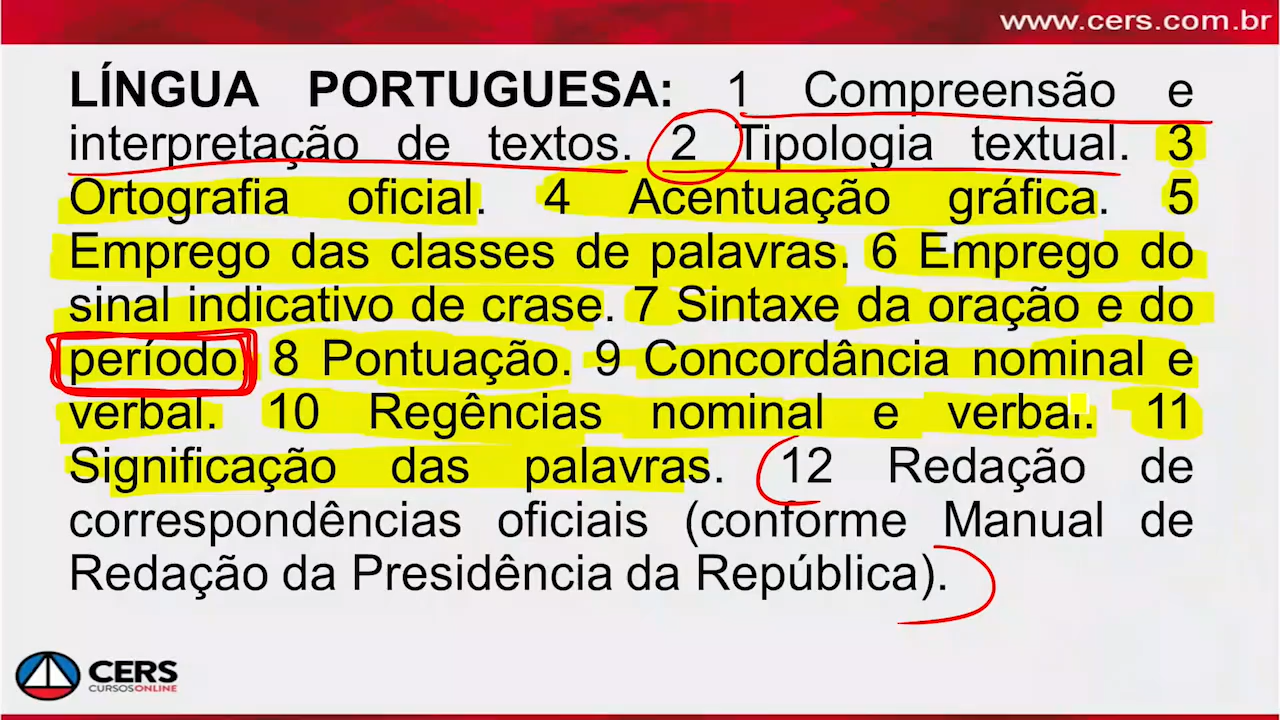 www.cers.com.br
LÍNGUA PORTUGUESA: 1 Compreensão e
interpretação de textos. 2 Tipologia textual. 3
Ortografia oficial. 4 Acentuação gráfica. 5
Emprego das classes de palavras. 6 Emprego do
sinal indicativo de crase. 7 Sintaxe da oração e do
período. 8 Pontuação. 9 Concordância nominal e
verbal. 10 Regências nominal e verbal. 11
Significação das palavras. 12 Redação de
correspondências oficiais (conforme Manual de
Redação da Presidência da República).
CERS
CURSOSONLINE